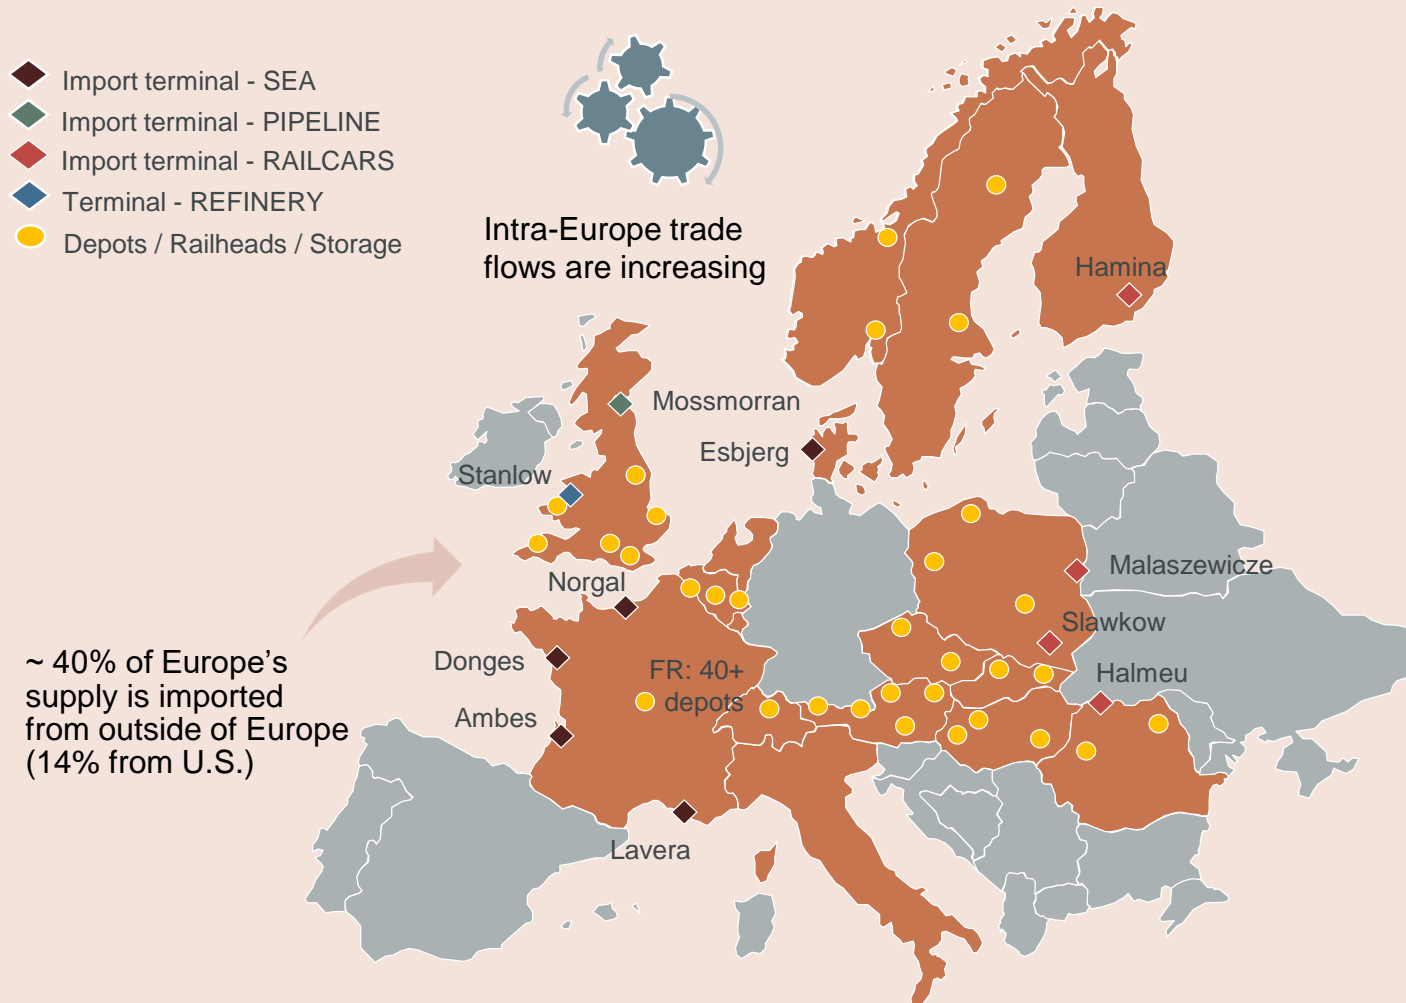 Import terminal - SEA
Import terminal - PIPELINE
Import terminal - RAILCARS
Terminal - REFINERY
Depots / Railheads / Storage
Intra-Europe trade
flows are increasing
Hamina
Mossmorran
Esbjerg
Stanlow
Malaszewicze
Norgal
Slawkow
~ 40% of Europe's
supply is imported
from outside of Europe
(14% from U.S.)
Donges
FR: 40+
depots
Halmeu
Ambes
Lavera